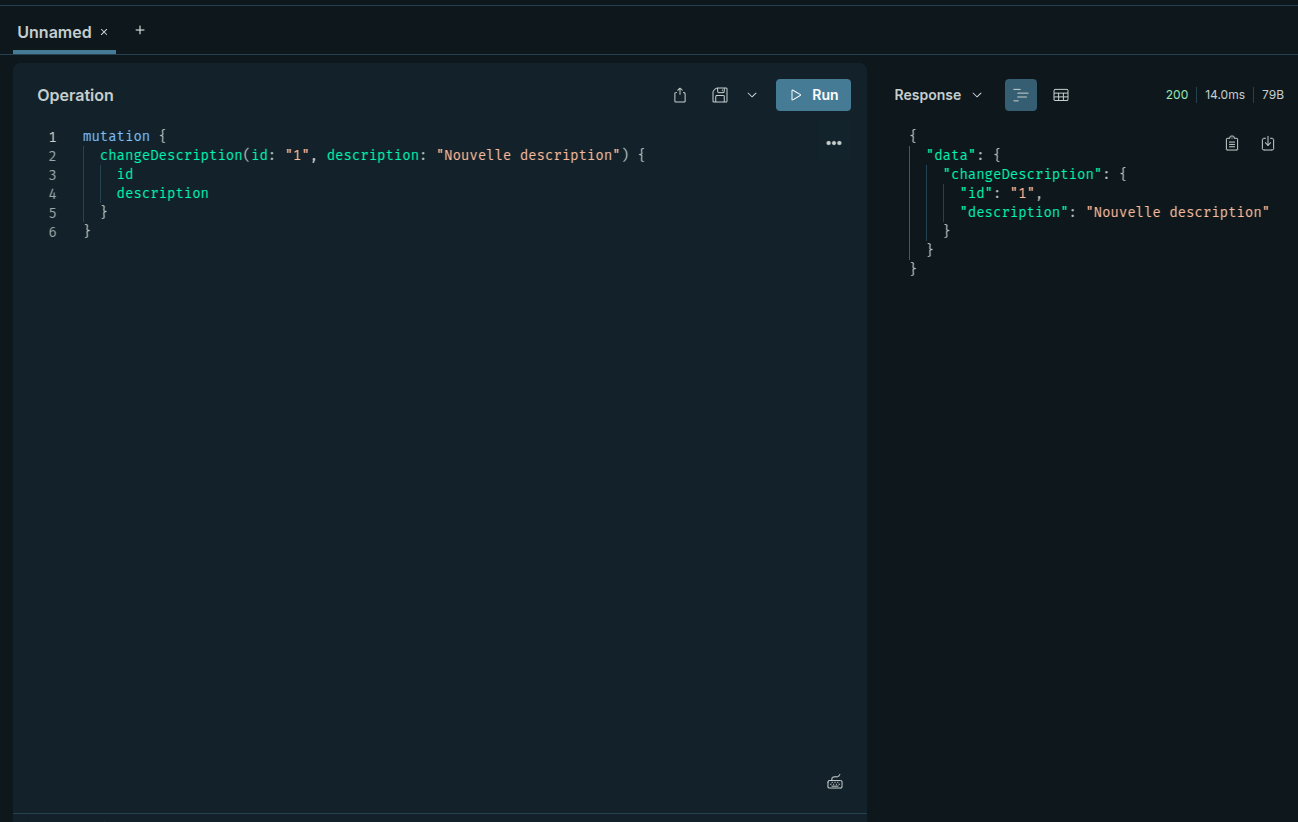 Unnamed × +
Operation
Run
1 mutation {
2   changeDescription(id: "1", description: "Nouvelle description") {
3     id
4     description
5   }
6 }
Response
200 14.0ms 79B
{
  "data": {
    "changeDescription": {
      "id": "1",
      "description": "Nouvelle description"
    }
  }
}